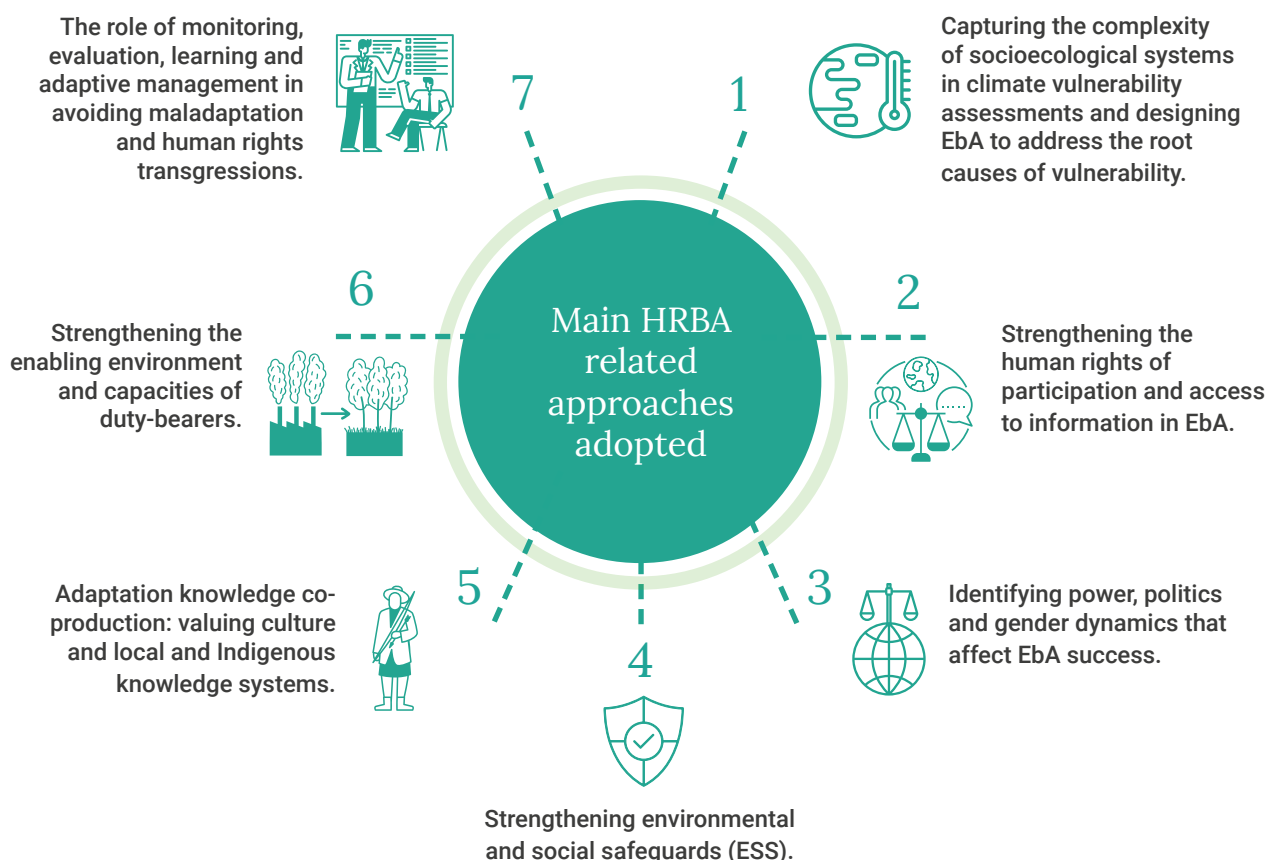 Main HRBA
related
approaches
adopted
1
Capturing the complexity
of socioecological systems
in climate vulnerability
assessments and designing
EbA to address the root
causes of vulnerability.
2
Strengthening the
human rights of
participation and access
to information in EbA.
3
Identifying power, politics
and gender dynamics that
affect EbA success.
4
Strengthening environmental
and social safeguards (ESS).
5
Adaptation knowledge co-
production: valuing culture
and local and Indigenous
knowledge systems.
6
Strengthening the
enabling environment
and capacities of
duty-bearers.
7
The role of monitoring,
evaluation, learning and
adaptive management in
avoiding maladaptation
and human rights
transgressions.